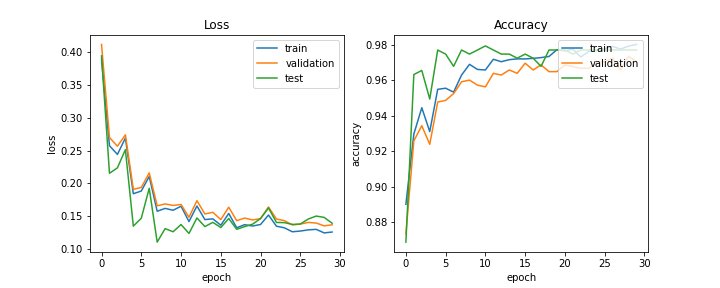 Loss
loss
0.40
0.35
0.30
0.25
0.20
0.15
0.10
train
validation
test
0 5 10 15 20 25 30
epoch
Accuracy
accuracy
0.98
0.96
0.94
0.92
0.90
0.88
train
validation
test
0 5 10 15 20 25 30
epoch